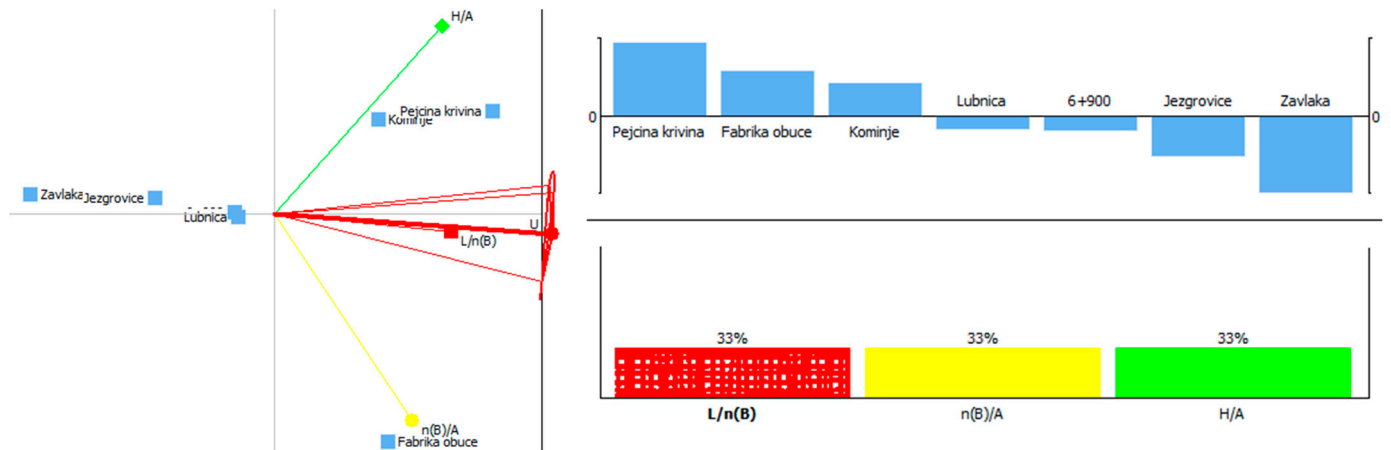 H/A
Pejcina krivina
Kominje
Zavlaka
Jezgrovice
Lubnica
U
L/n(B)
n(B)/A
Fabrika obuce
0
0
Lubnica
6+900
Jezgrovice
Zavlaka
Pejcina krivina
Fabrika obuce
Kominje
33%
33%
33%
L/n(B)
n(B)/A
H/A